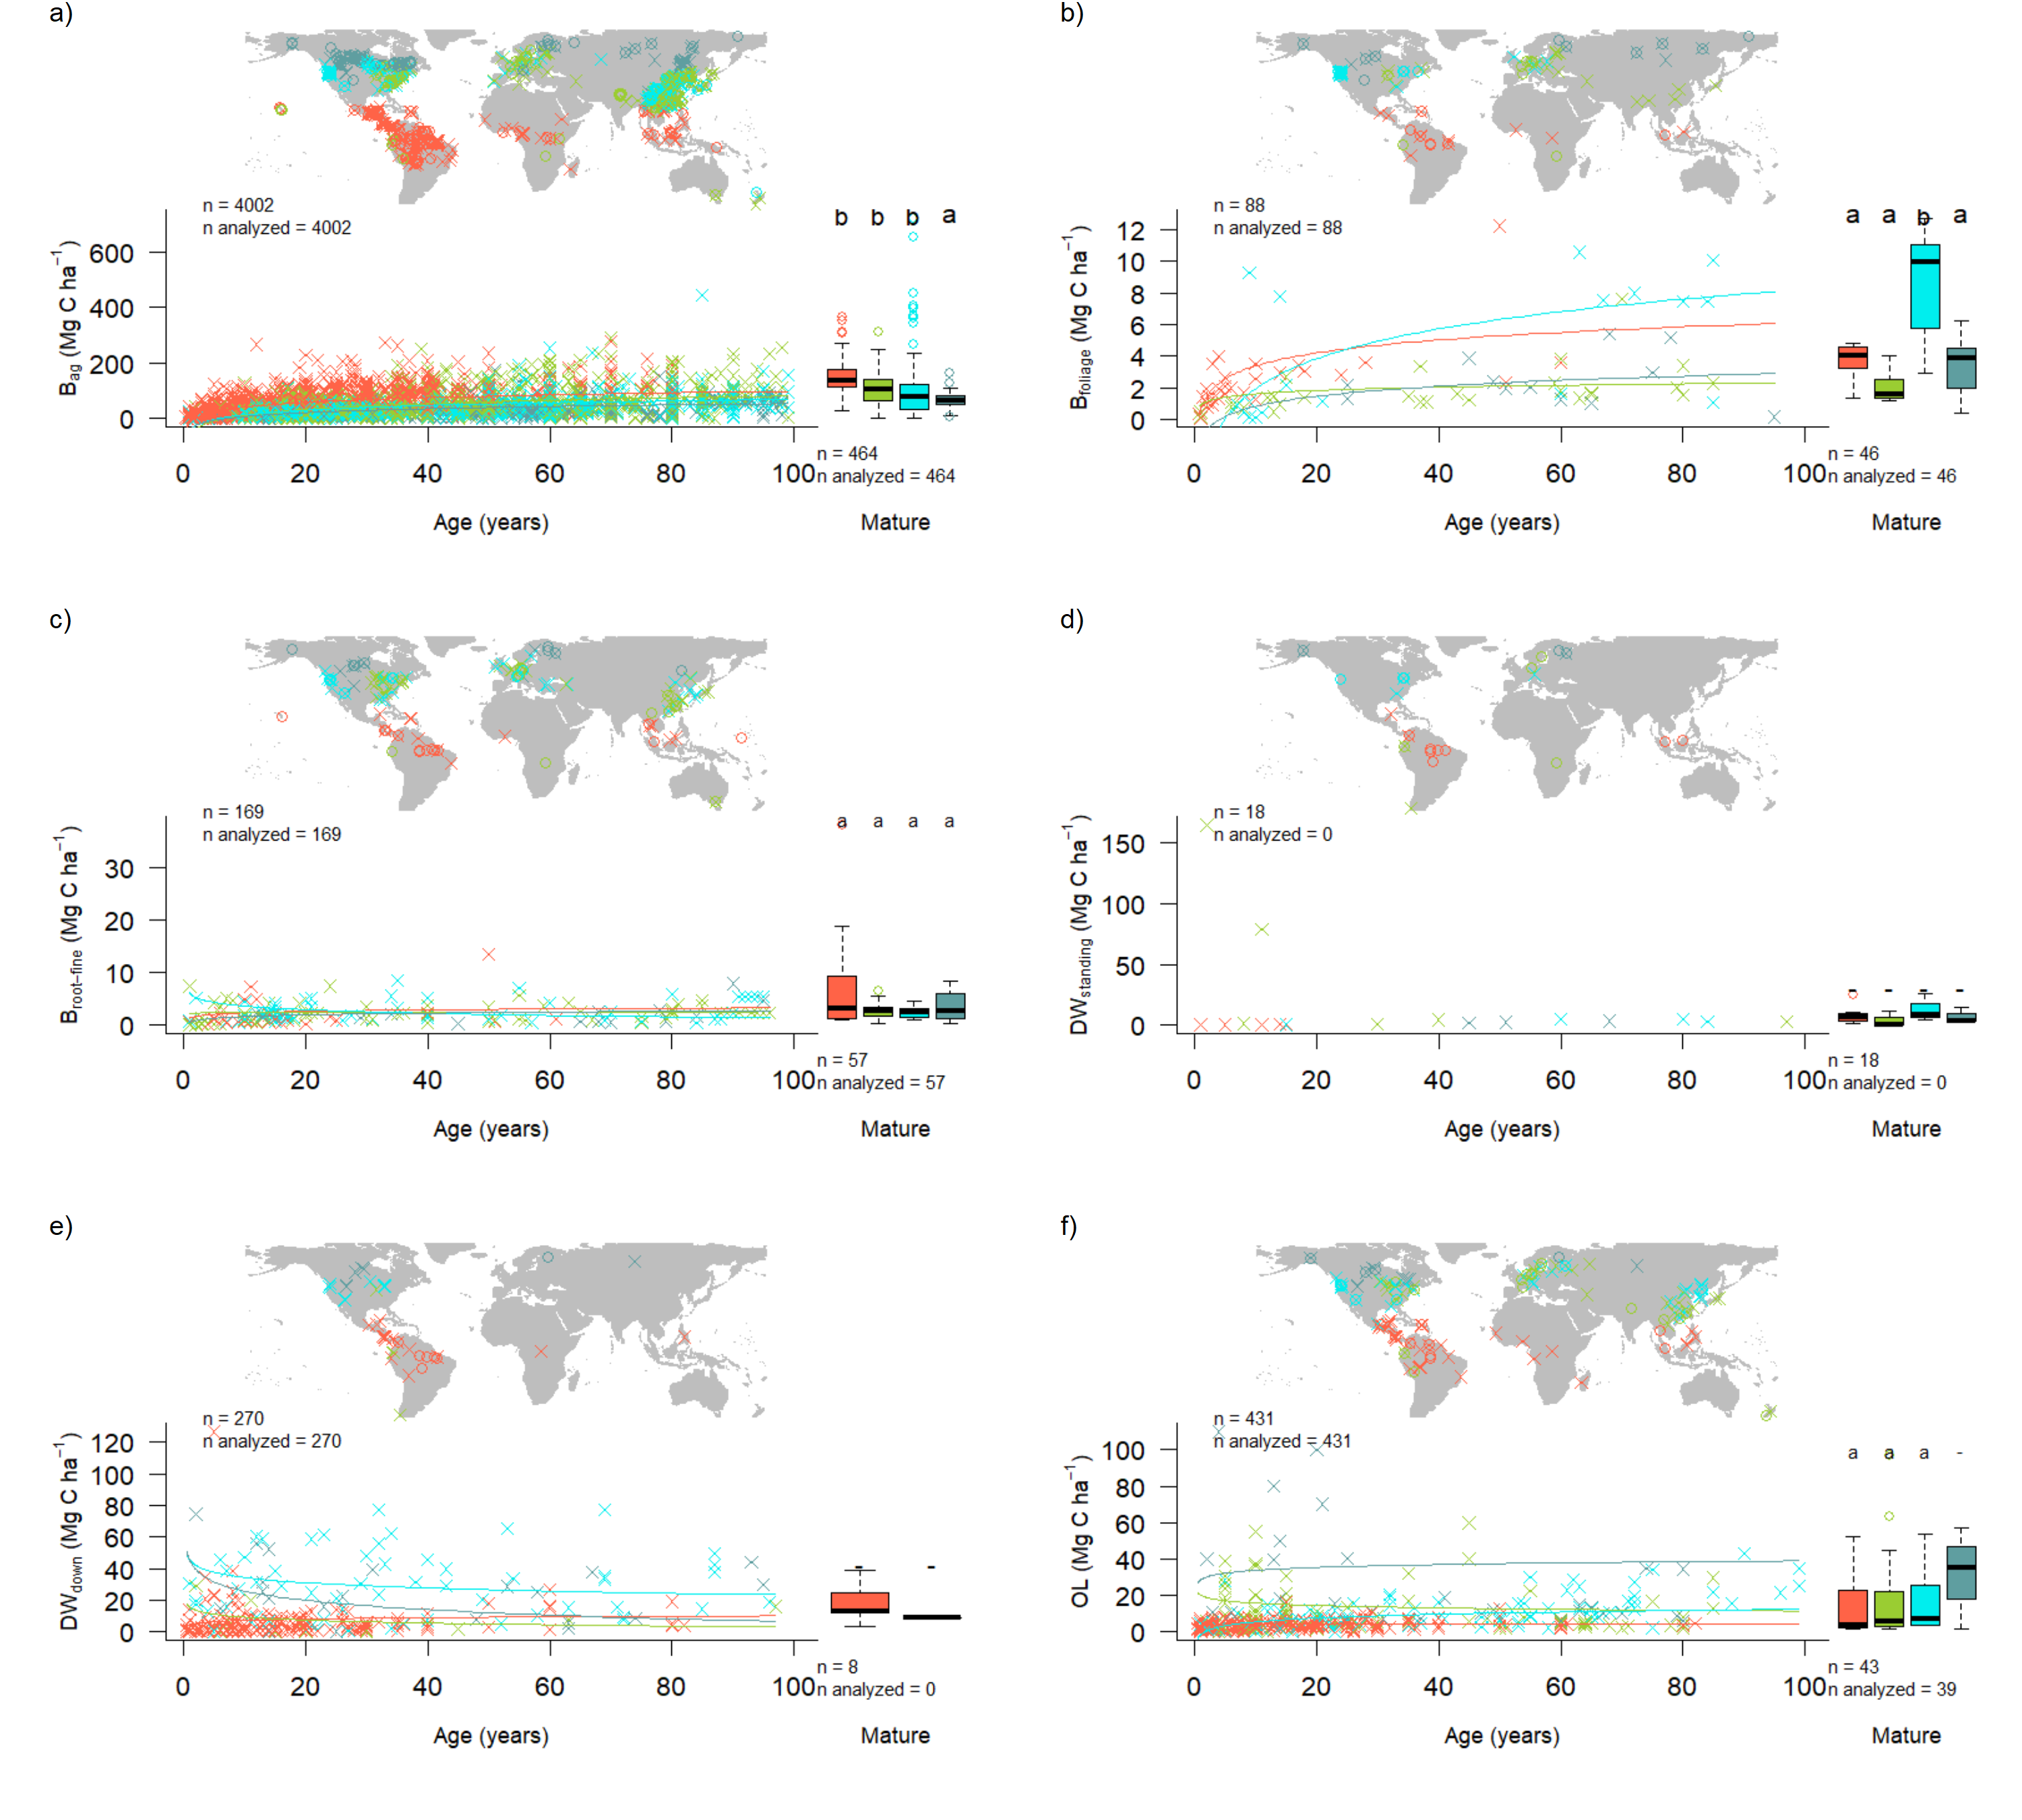 a)
n = 4002
n analyzed = 4002
b b b a
B_ag (Mg C ha⁻¹)
600
400
200
0
0 20 40 60 80 100
n = 464
n analyzed = 464
Age (years)
Mature
b)
n = 88
n analyzed = 88
a a b a
B_foliage (Mg C ha⁻¹)
12
10
8
6
4
2
0
0 20 40 60 80 100
n = 46
n analyzed = 46
Age (years)
Mature
c)
n = 169
n analyzed = 169
a a a a
B_root−fine (Mg C ha⁻¹)
30
20
10
0
0 20 40 60 80 100
n = 57
n analyzed = 57
Age (years)
Mature
d)
n = 18
n analyzed = 0
- - - -
DW_standing (Mg C ha⁻¹)
150
100
50
0
0 20 40 60 80 100
n = 18
n analyzed = 0
Age (years)
Mature
e)
n = 270
n analyzed = 270
- -
DW_down (Mg C ha⁻¹)
120
100
80
60
40
20
0
0 20 40 60 80 100
n = 8
n analyzed = 0
Age (years)
Mature
f)
n = 431
n analyzed = 431
a a a -
OL (Mg C ha⁻¹)
100
80
60
40
20
0
0 20 40 60 80 100
n = 43
n analyzed = 39
Age (years)
Mature